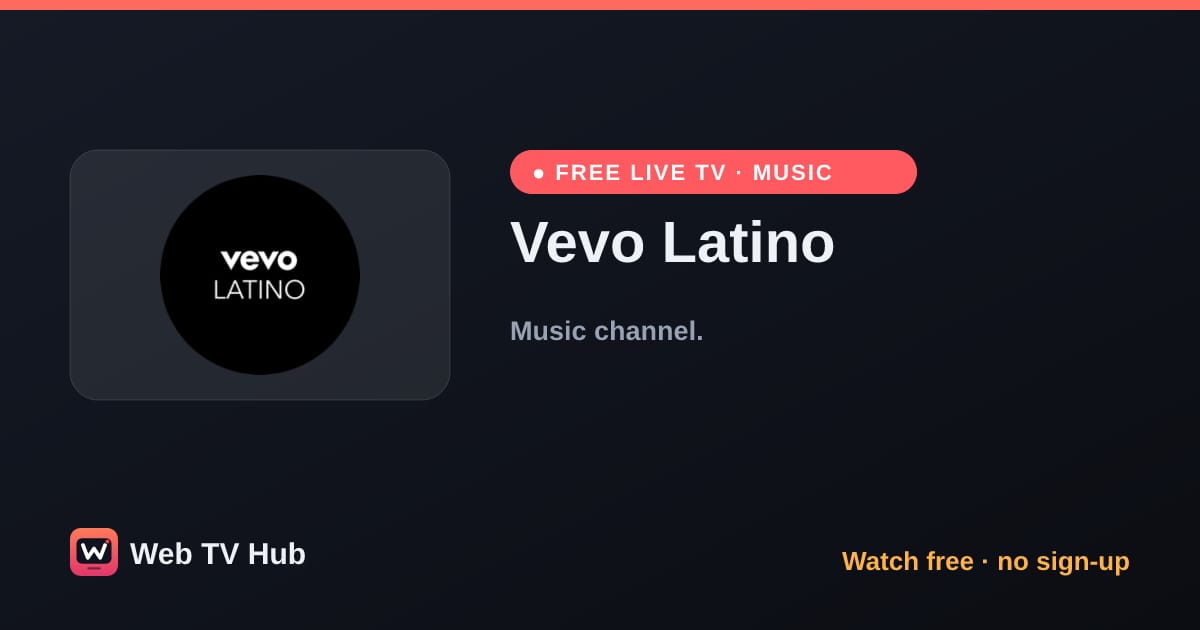 vevo
LATINO
• FREE LIVE TV · MUSIC
Vevo Latino
Music channel.
W
Web TV Hub
Watch free · no sign-up